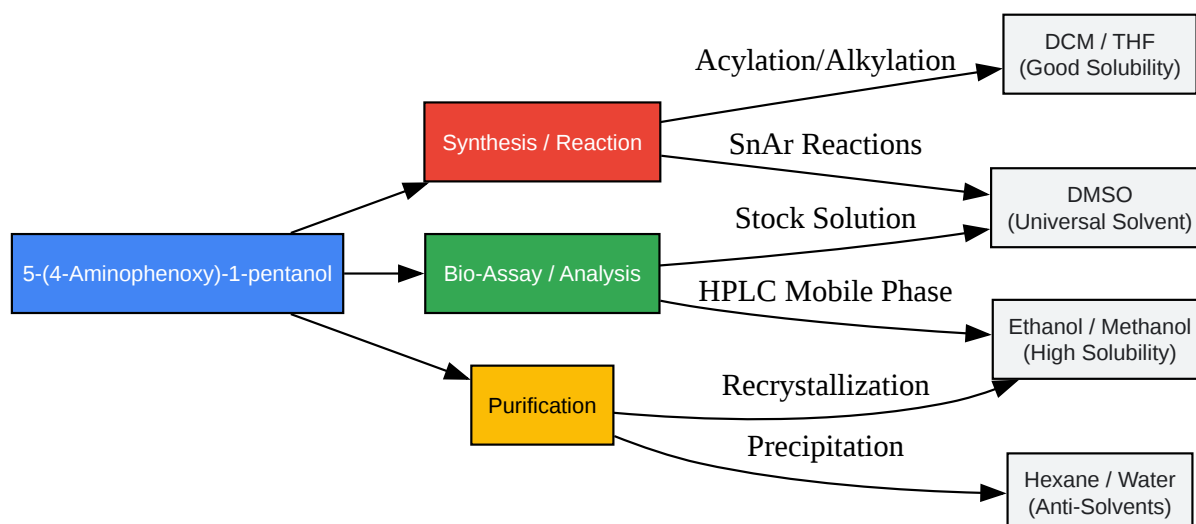 5-(4-Aminophenoxy)-1-pentanol
Synthesis / Reaction
Bio-Assay / Analysis
Purification
Acylation/Alkylation
SnAr Reactions
Stock Solution
HPLC Mobile Phase
Recrystallization
Precipitation
DCM / THF
(Good Solubility)
DMSO
(Universal Solvent)
Ethanol / Methanol
(High Solubility)
Hexane / Water
(Anti-Solvents)